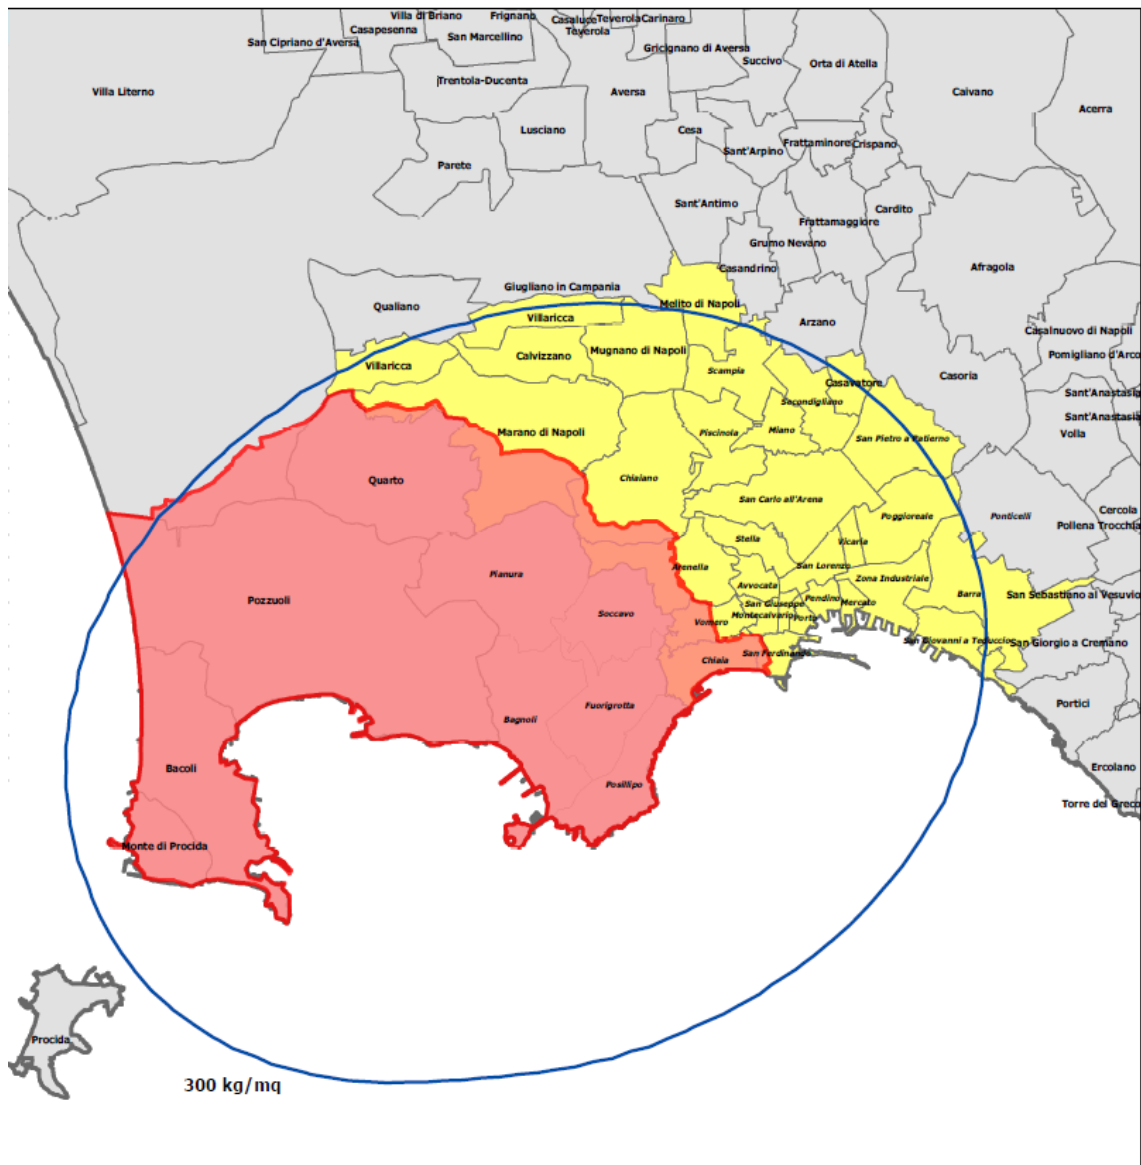 Villa di Briano
Frignano
Casaluce
Teverola
Carinaro
Casapesenna
Teverola
San Cipriano d'Aversa
San Marcellino
Gricignano di Aversa
Succivo
Orta di Atella
Trentola-Ducenta
Villa Literno
Aversa
Caivano
Acerra
Lusciano
Cesa
Sant'Arpino
Frattaminore
Crispano
Parete
Sant'Antimo
Cardito
Frattamaggiore
Grumo Nevano
Casandrino
Afragola
Giugliano in Campania
Qualiano
Melito di Napoli
Villaricca
Arzano
Casalnuovo di Napoli
Mugnano di Napoli
Calvizzano
Pomigliano d'Arco
Villaricca
Scampia
Casavatore
Casoria
Sant'Anastasia
Secondigliano
Sant'Anastasia
Marano di Napoli
Piscinola
Miano
San Pietro a Patierno
Volla
Quarto
Chiaiano
San Carlo all'Arena
Poggioreale
Ponticelli
Cercola
Pollena Trocchia
Stella
Vicaria
Arenella
San Lorenzo
Pianura
Zona Industriale
Avvocata
Barra
San Sebastiano al Vesuvio
Pozzuoli
Soccavo
San Giuseppe
Pendino
Mercato
Montecalvario
Porto
Vomero
San Giovanni a Teduccio
San Giorgio a Cremano
Chiaia
San Ferdinando
Portici
Fuorigrotta
Bagnoli
Bacoli
Ercolano
Posillipo
Torre del Greco
Monte di Procida
Procida
300 kg/mq